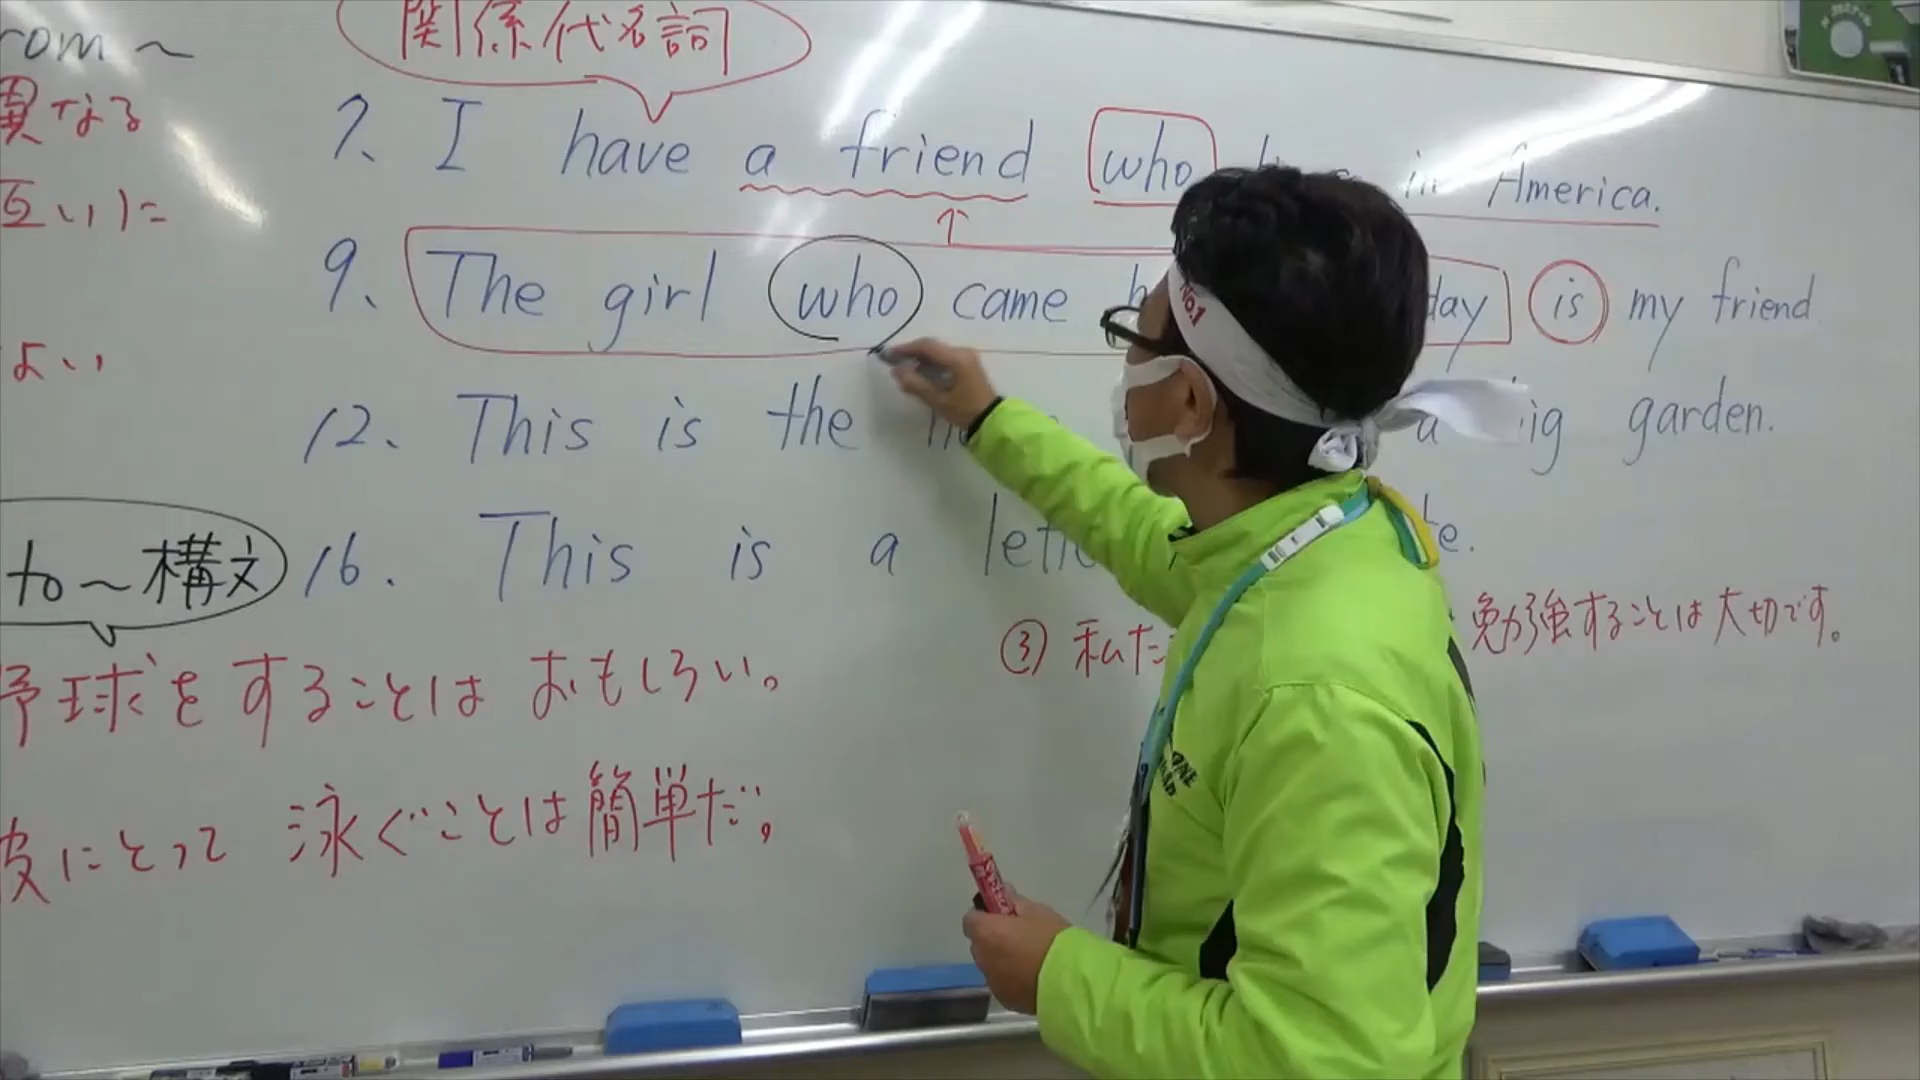 rom ～
異なる
互いに
よい
関係代名詞
7. I have a friend who in America.
9. The girl who came day is my friend
12. This is the a big garden.
16. This is a
to～構文
野球をすることは おもしろい。
③ 私た 勉強することは大切です。
彼にとって 泳ぐことは簡単だ。
No.1